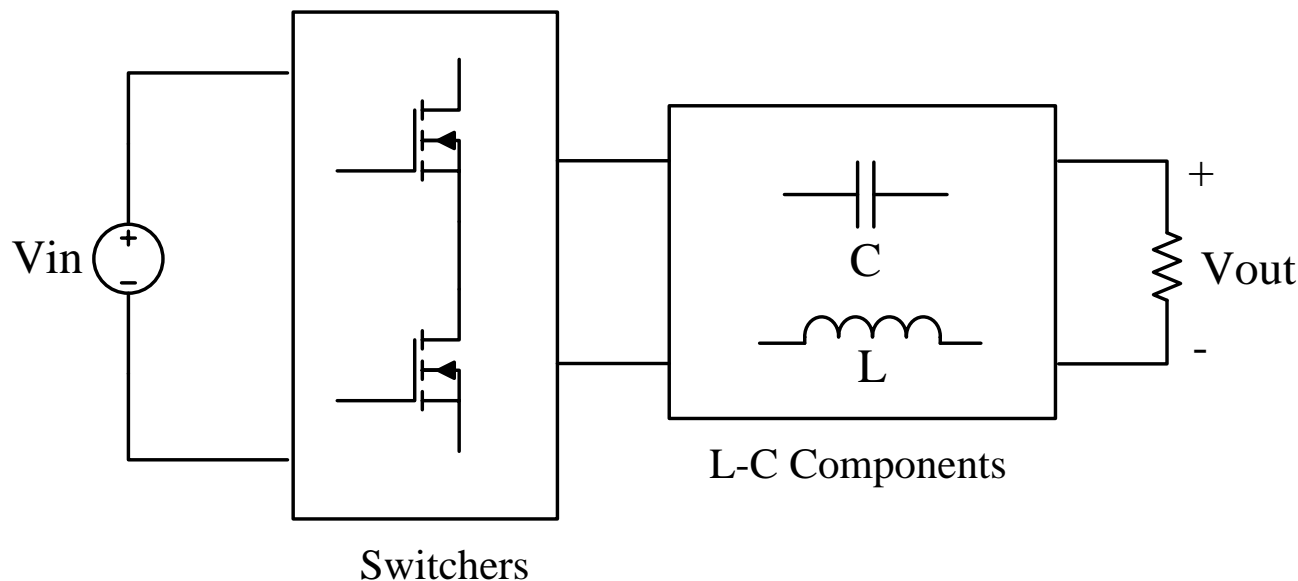 Vin
+
−
Switchers
C
L
L-C Components
+
Vout
-